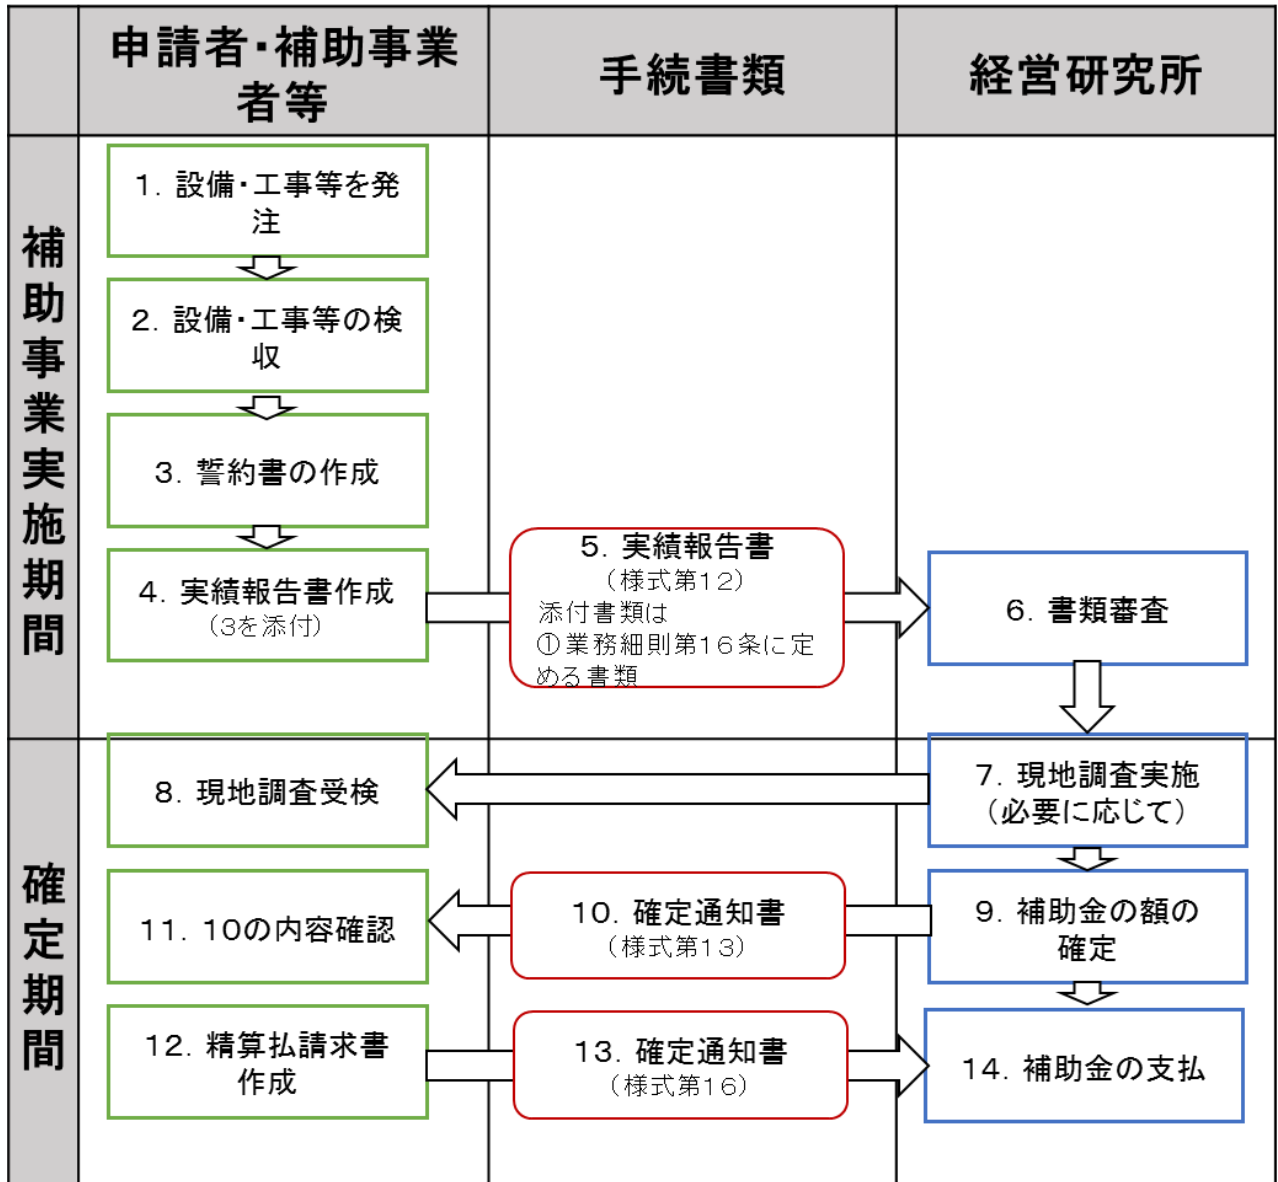 申請者・補助事業
者等
手続書類
経営研究所
補助事業実施期間
1. 設備・工事等を発
注
2. 設備・工事等の検
収
3. 誓約書の作成
4. 実績報告書作成
(3を添付)
5. 実績報告書
(様式第12)
添付書類は
①業務細則第16条に定
める書類
6. 書類審査
確定期間
7. 現地調査実施
(必要に応じて)
8. 現地調査受検
9. 補助金の額の
確定
10. 確定通知書
(様式第13)
11. 10の内容確認
12. 精算払請求書
作成
13. 確定通知書
(様式第16)
14. 補助金の支払